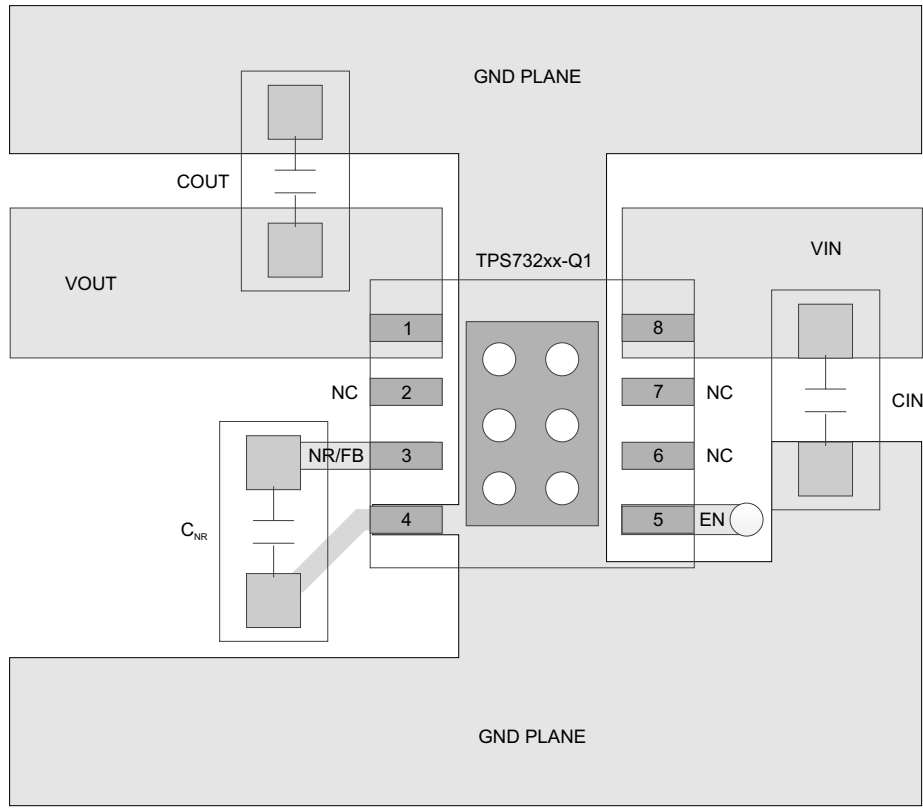 GND PLANE
COUT
TPS732xx-Q1
VIN
VOUT
1
8
NC
2
7
NC
CIN
NR/FB
3
6
NC
CNR
4
5
EN
GND PLANE